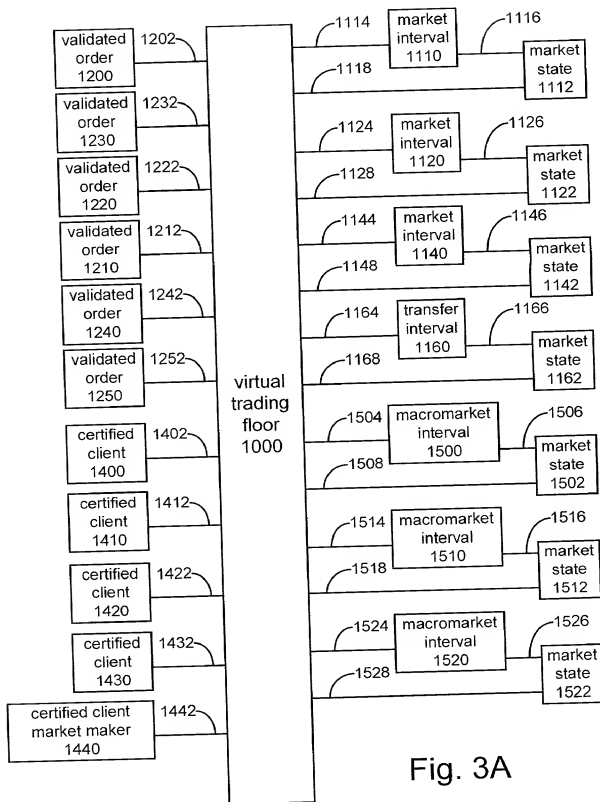 validated
order
1200
1202
validated
order
1230
1232
validated
order
1220
1222
validated
order
1210
1212
validated
order
1240
1242
validated
order
1250
1252
certified
client
1400
1402
certified
client
1410
1412
certified
client
1420
1422
certified
client
1430
1432
certified client
market maker
1440
1442
virtual
trading
floor
1000
1114
market
interval
1110
1116
market
state
1112
1118
1124
market
interval
1120
1126
market
state
1122
1128
1144
market
interval
1140
1146
market
state
1142
1148
1164
transfer
interval
1160
1166
market
state
1162
1168
1504
macromarket
interval
1500
1506
market
state
1502
1508
1514
macromarket
interval
1510
1516
market
state
1512
1518
1524
macromarket
interval
1520
1526
market
state
1522
1528
Fig. 3A